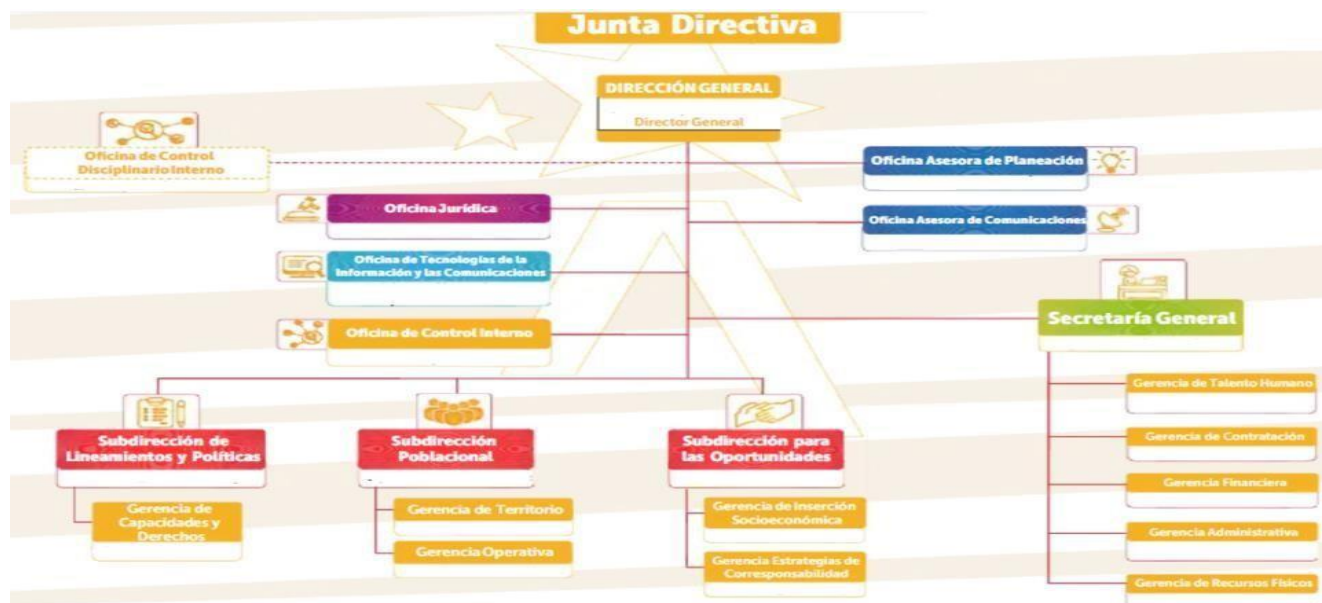 Junta Directiva
DIRECCIÓN GENERAL
Director General
Oficina de Control
Disciplinario Interno
Oficina Asesora de Planeación
Oficina Jurídica
Oficina Asesora de Comunicaciones
Oficina de Tecnologías de la
Información y las Comunicaciones
Oficina de Control Interno
Secretaría General
Subdirección de
Lineamientos y Políticas
Gerencia de
Capacidades y
Derechos
Subdirección
Poblacional
Gerencia de Territorio
Gerencia Operativa
Subdirección para
las Oportunidades
Gerencia de Inserción
Socioeconómica
Gerencia Estrategias de
Corresponsabilidad
Gerencia de Talento Humano
Gerencia de Contratación
Gerencia Financiera
Gerencia Administrativa
Gerencia de Recursos Físicos